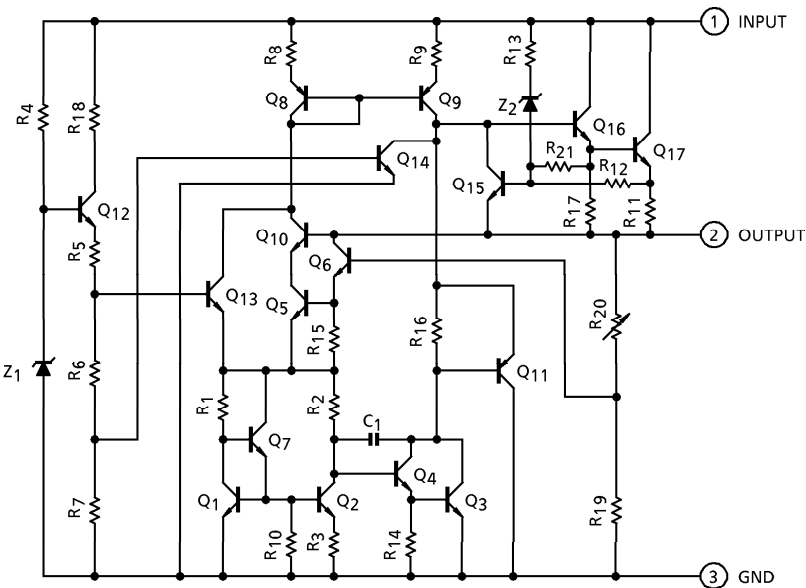 1 INPUT
R8
R9
R13
R4
R18
Q8
Q9
Z2
Q16
Q14
R21
Q17
R12
Q15
Q12
R17
R11
Q10
2 OUTPUT
R5
Q6
Q13
Q5
R20
R15
R16
Z1
R6
Q11
R1
R2
C1
Q7
Q4
R7
Q1
Q2
Q3
R19
R10
R3
R14
3 GND